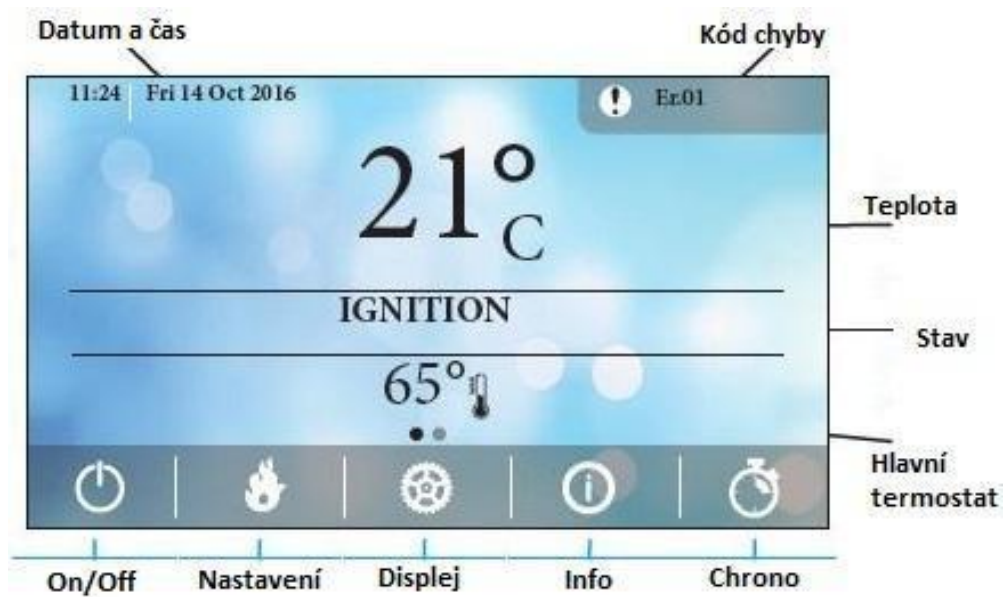 Datum a čas
Kód chyby
11:24 Fri 14 Oct 2016
Er.01
21°C
Teplota
IGNITION
Stav
65°
Hlavní
termostat
On/Off Nastavení Displej Info Chrono